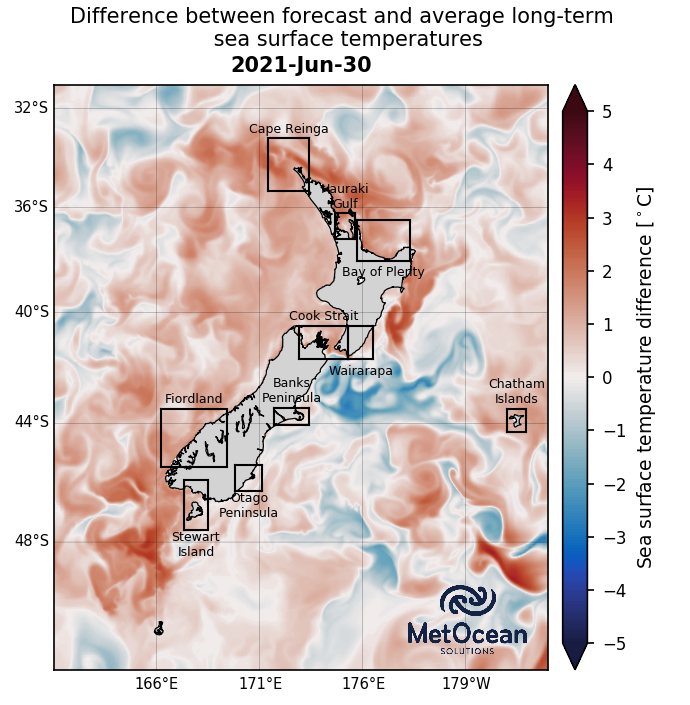 Difference between forecast and average long-term
sea surface temperatures
2021-Jun-30
32°S
36°S
40°S
44°S
48°S
Cape Reinga
Hauraki
Gulf
Bay of Plenty
Cook Strait
Wairarapa
Banks
Peninsula
Chatham
Islands
Fiordland
Otago
Peninsula
Stewart
Island
MetOcean
SOLUTIONS
166°E
171°E
176°E
179°W
5
4
3
2
1
0
−1
−2
−3
−4
−5
Sea surface temperature difference [°C]